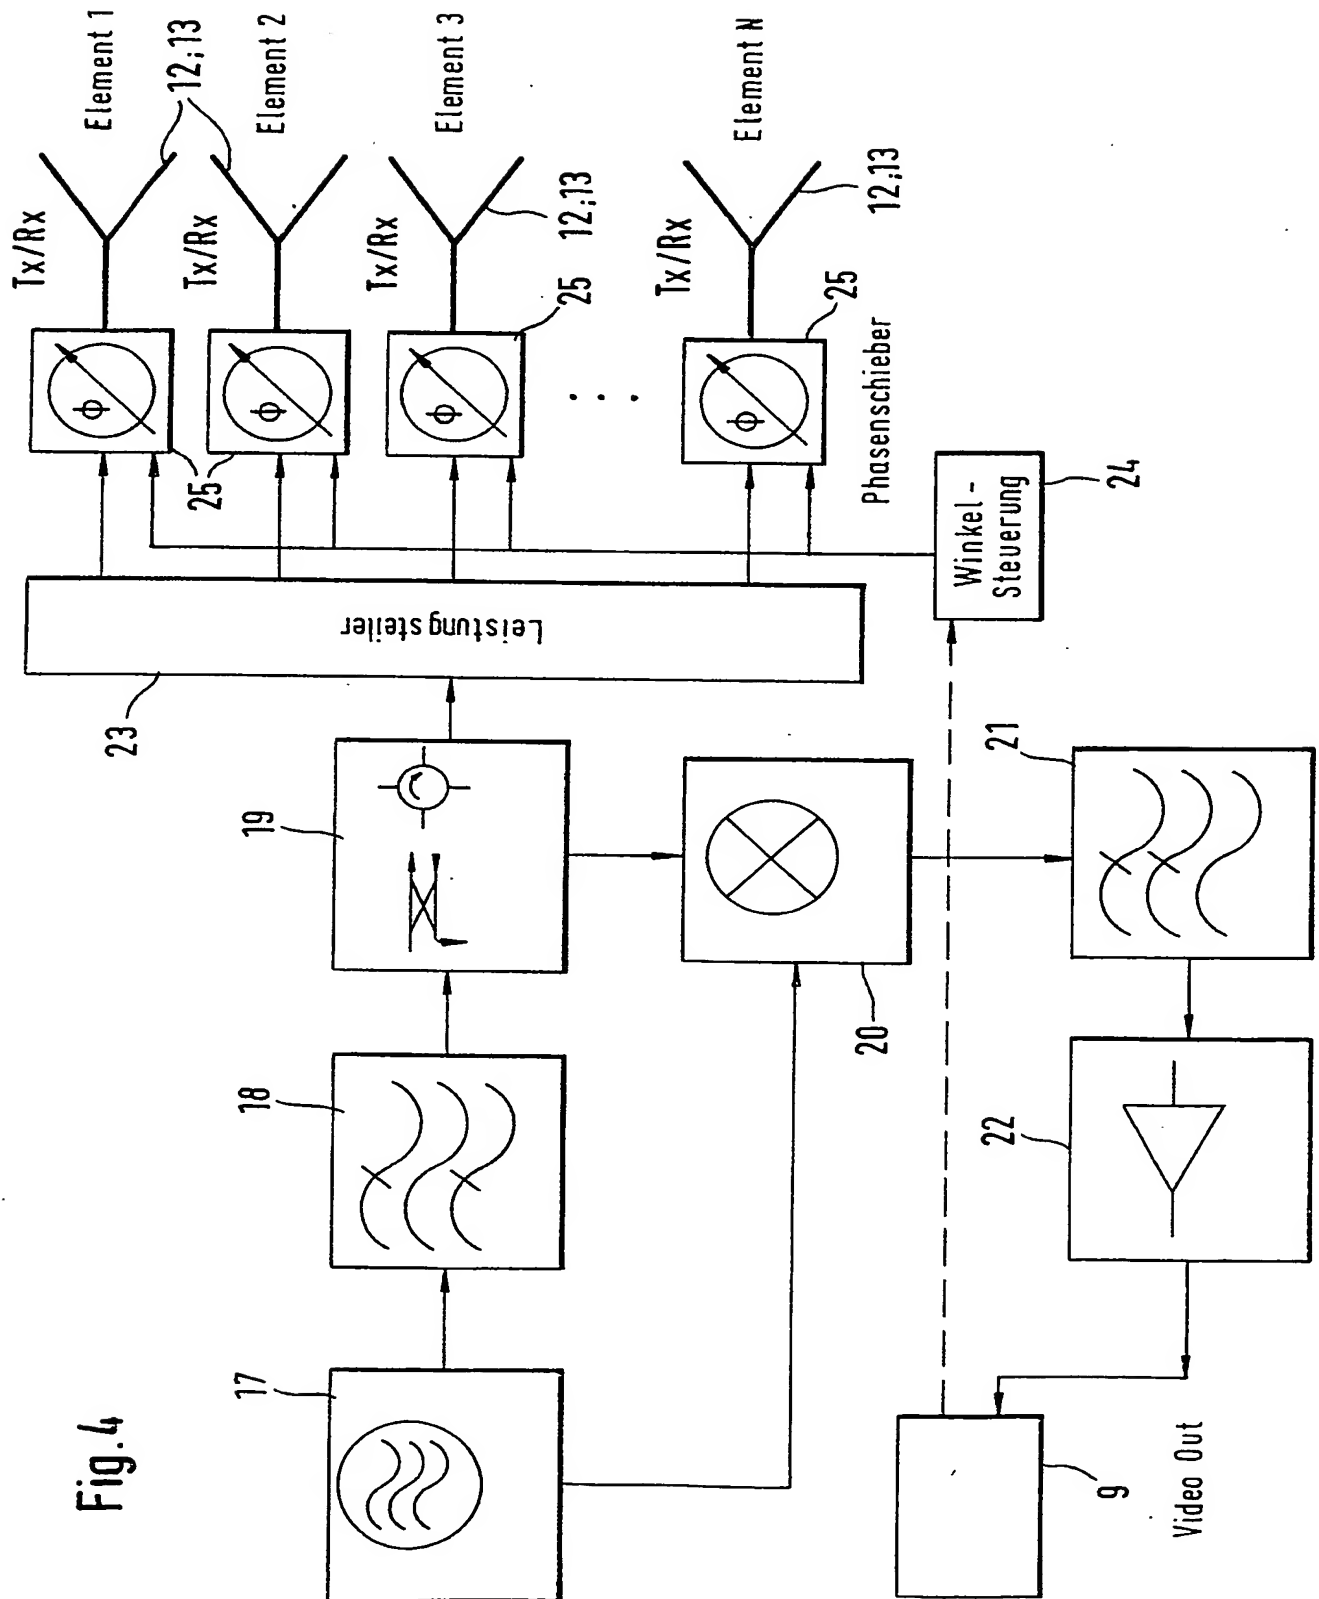 Fig.4
Element 1
12;13
Element 2
Element 3
Element N
Tx/Rx
Tx/Rx
Tx/Rx
12;13
Tx/Rx
12;13
25
25
25
Phasenschieber
. . .
Leistungsteiler
23
Winkel-
Steuerung
24
19
20
21
18
22
17
9
Video Out